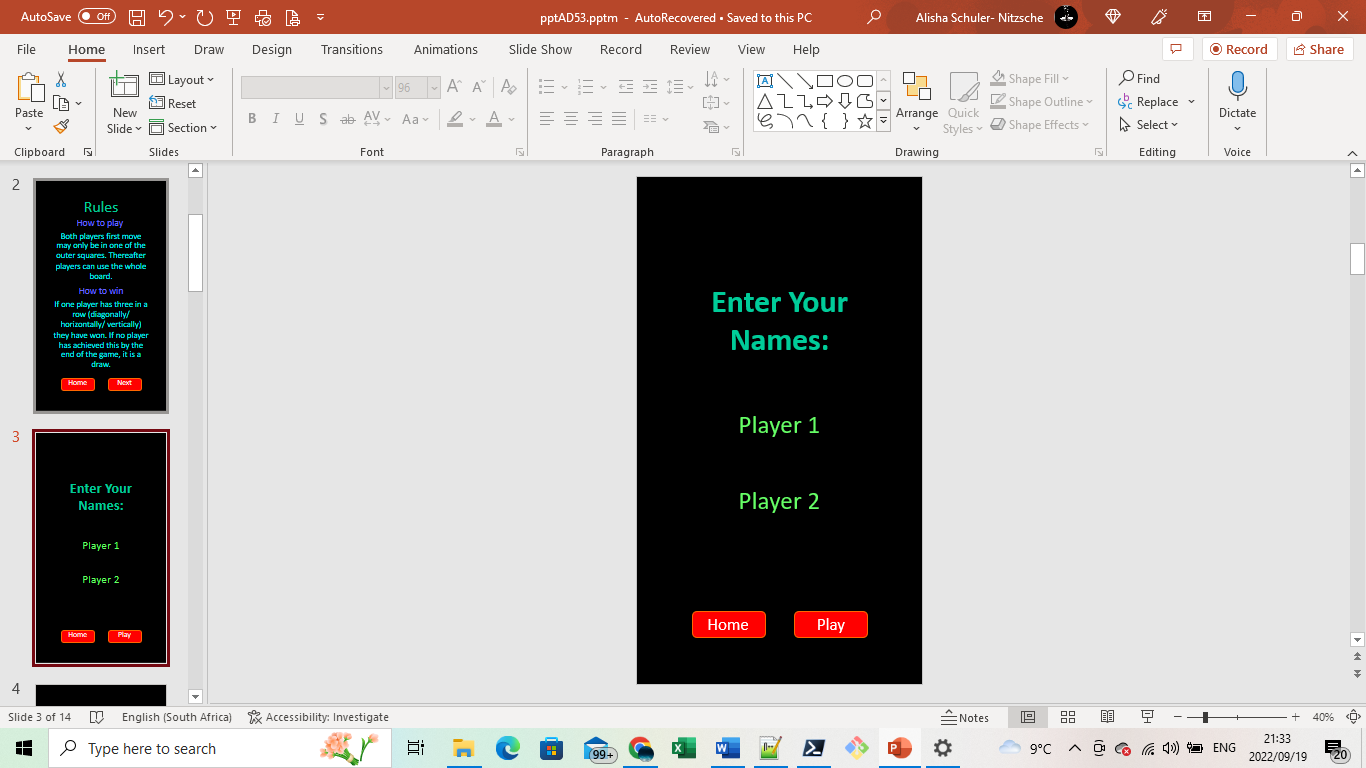 AutoSave Off pptAD53.pptm - AutoRecovered • Saved to this PC Alisha Schuler- Nitzsche
File Home Insert Draw Design Transitions Animations Slide Show Record Review View Help Record Share
Paste
New
Slide
Layout
Reset
Section
96
B I U S ab AV Aa A
Arrange
Quick
Styles
Shape Fill
Shape Outline
Shape Effects
Find
Replace
Select
Dictate
Clipboard Slides Font Paragraph Drawing Editing Voice
2
Rules
How to play
Both players first move
may only be in one of the
outer squares. Thereafter
players can use the whole
board.
How to win
If one player has three in a
row (diagonally/
horizontally/ vertically)
they have won. If no player
has achieved this by the
end of the game, it is a
draw.
Home Next
3
Enter Your
Names:
Player 1
Player 2
Home Play
4
Enter Your
Names:
Player 1
Player 2
Home Play
Slide 3 of 14 English (South Africa) Accessibility: Investigate Notes 40%
Type here to search 99+ 9°C ENG 21:33
2022/09/19 20